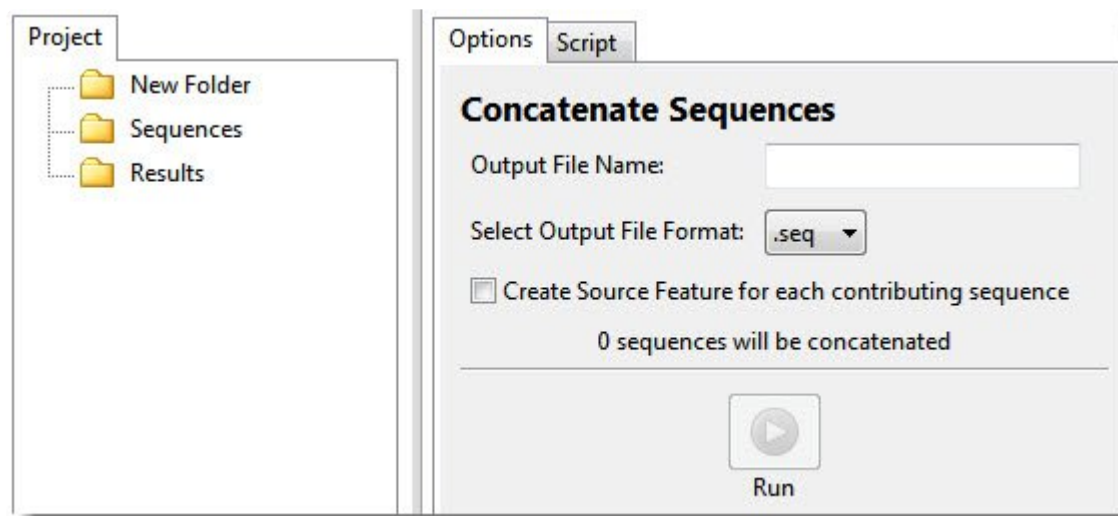 Project
New Folder
Sequences
Results
Options
Script
Concatenate Sequences
Output File Name:
Select Output File Format: .seq
Create Source Feature for each contributing sequence
0 sequences will be concatenated
Run